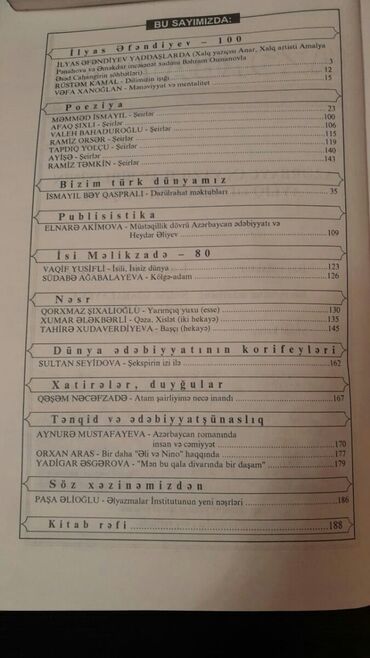 BU SAYIMIZDA:
İlyas Əfəndiyev – 100
İLYAS ƏFƏNDİYEV YADDAŞLARDA (Xalq yazıçısı Anar, Xalq artisti Amalya
Pənahova və Əməkdar incəsənət xadimi Bəhram Osmanovla
Əsəd Cahangirin söhbətləri) 3
RÜSTƏM KAMAL - Dilimizin işığı 12
VƏFA XANOĞLAN - Mənəviyyat və mentalitet 15
Poeziya
MƏMMƏD İSMAYIL - Şeirlər 23
AFAQ ŞIXLI - Şeirlər 100
VALEH BAHADUROĞLU - Şeirlər 106
RAMİZ ORSƏR - Şeirlər 115
TAPDIQ YOLÇU - Şeirlər 119
AYİŞƏ - Şeirlər 140
RAMİZ TƏMKİN - Şeirlər 143
Bizim türk dünyamız
İSMAYIL BƏY QASPRALI - Darülrahat məktubları 35
Publisistika
ELNARƏ AKİMOVA - Müstəqillik dövrü Azərbaycan ədəbiyyatı və
Heydər Əliyev 109
İsi Məlikzadə – 80
VAQİF YUSİFLİ - İsili, İsisiz dünya 123
SÜDABƏ AĞABALAYEVA - Kölgə-adam 126
Nəsr
QORXMAZ ŞIXALIOĞLU - Yarımçıq yuxu (esse) 130
XUMAR ƏLƏKBƏRLİ - Qəza. Xislət (iki hekayə) 135
TAHİRƏ XUDAVERDİYEVA - Başçı (hekayə) 145
Dünya ədəbiyyatının korifeyləri
SULTAN SEYİDOVA - Şekspirin izi ilə 162
Xatirələr, duyğular
QƏŞƏM NƏCƏFZADƏ - Atam şairliyimə necə inandı 167
Tənqid və ədəbiyyatşünaslıq
AYNURƏ MUSTAFAYEVA - Azərbaycan romanında
insan və cəmiyyət 170
ORXAN ARAS - Bir daha "Əli və Nino" haqqında 177
YADİGAR ƏSGƏROVA - "Mən bu qala divarında bir daşam" 179
Söz xəzinəmizdən
PAŞA ƏLİOĞLU - Əlyazmalar İnstitutunun yeni nəşrləri 186
Kitab rəfi 188